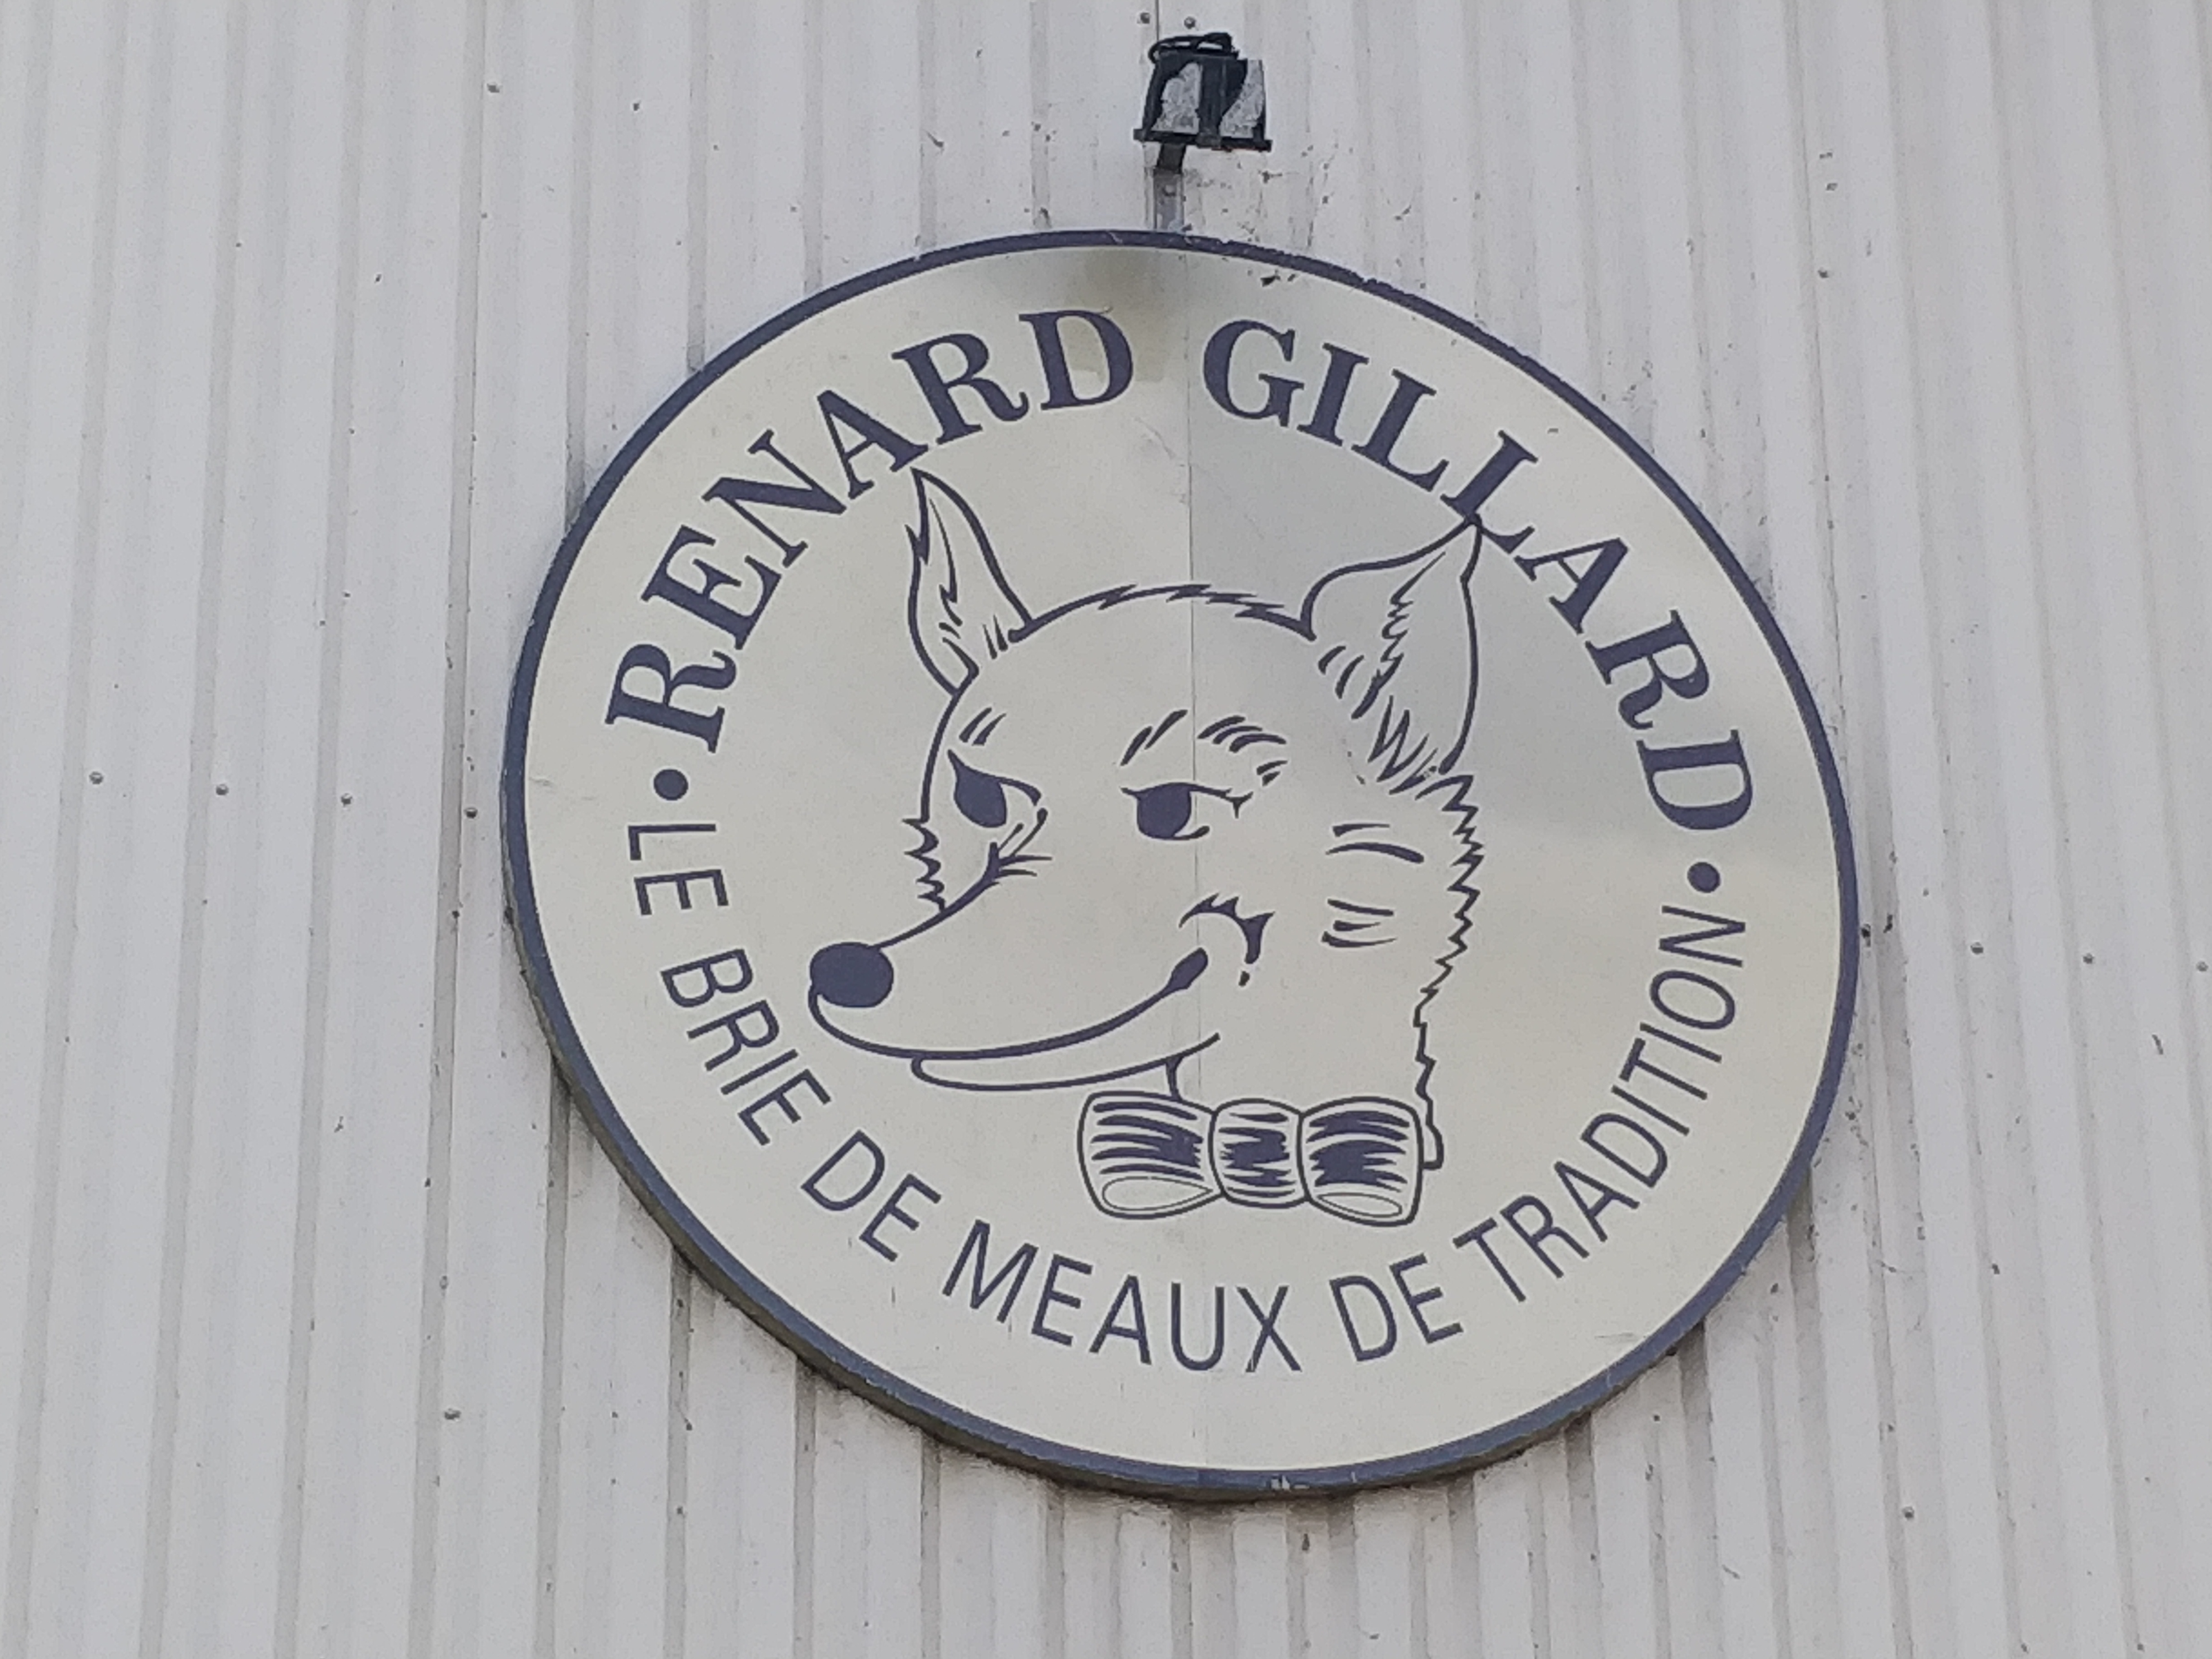 • RENARD GILLARD •
LE BRIE DE MEAUX DE TRADITION